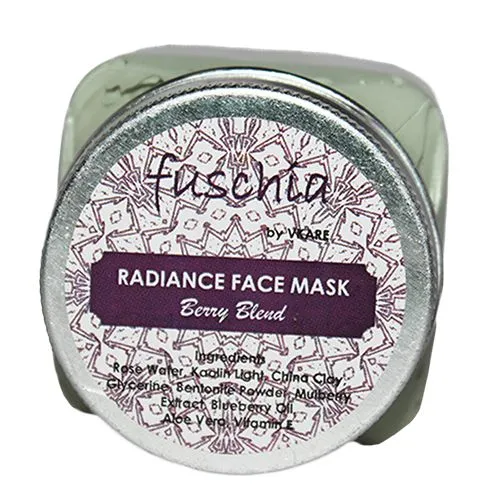 fuschia
by VKARE
RADIANCE FACE MASK
Berry Blend
Ingredients
Rose Water, Kaolin Light, China Clay,
Glycerine, Bentonite Powder, Mulberry
Extract, Blueberry Oil,
Aloe Vera, Vitamin E